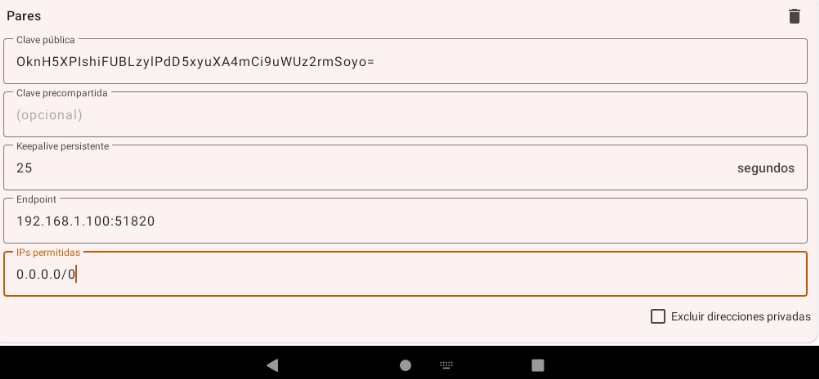 Pares
Clave pública
OknH5XPIshiFUBLzylPdD5xyuXA4mCi9uWUz2rmSoyo=
Clave precompartida
(opcional)
Keepalive persistente
25 segundos
Endpoint
192.168.1.100:51820
IPs permitidas
0.0.0.0/0
Excluir direcciones privadas